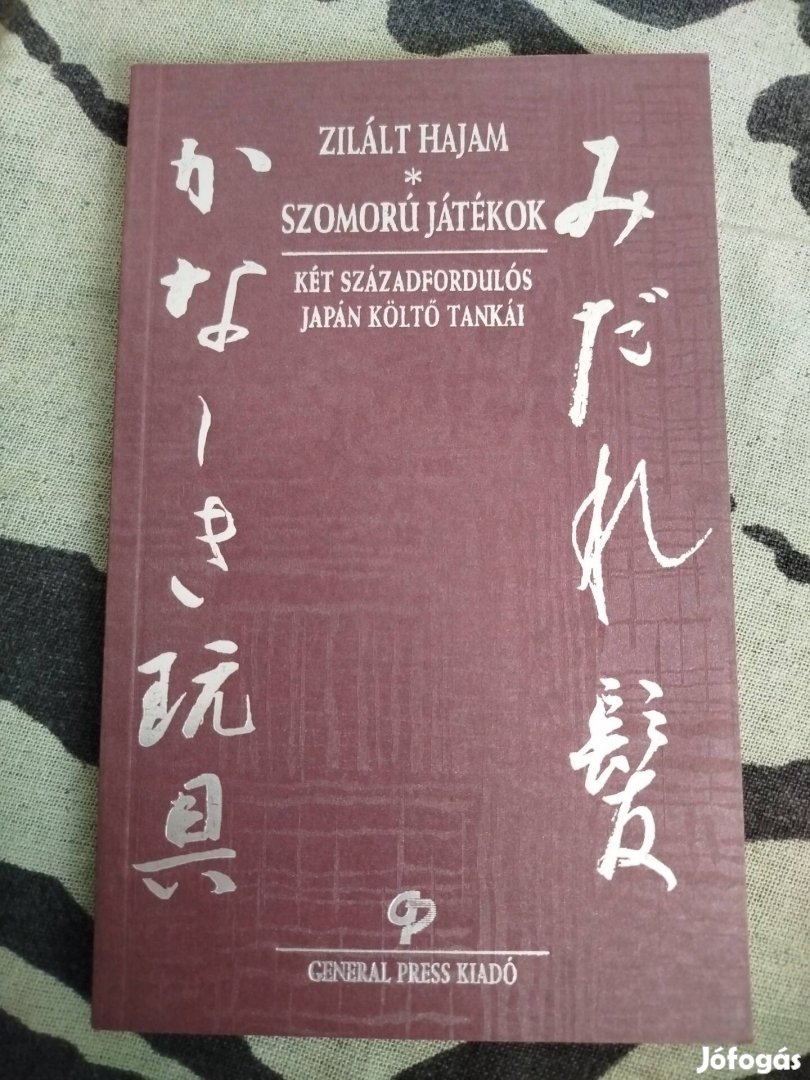 ZILÁLT HAJAM
*
SZOMORÚ JÁTÉKOK
KÉT SZÁZADFORDULÓS
JAPÁN KÖLTŐ TANKÁI
みだれ髪
かなしき玩具
GP
GENERAL PRESS KIADÓ
Jófogás